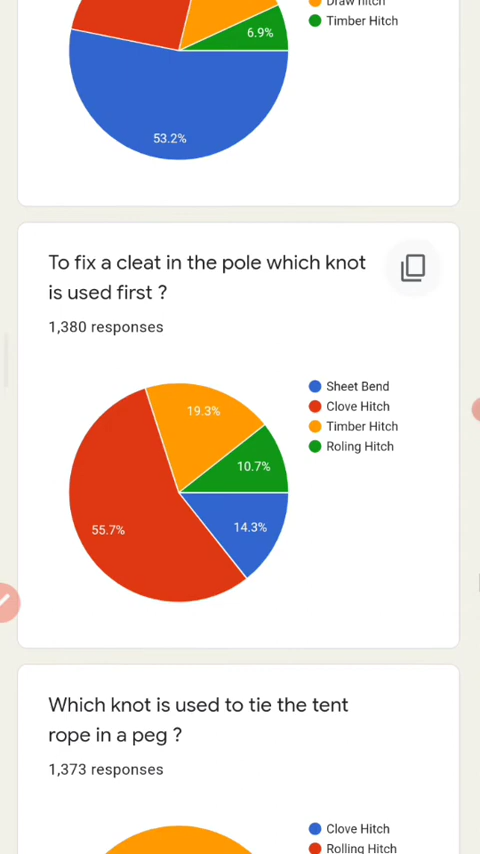 Draw hitch
Timber Hitch
6.9%
53.2%
To fix a cleat in the pole which knot
is used first ?
1,380 responses
Sheet Bend
Clove Hitch
Timber Hitch
Roling Hitch
19.3%
10.7%
14.3%
55.7%
Which knot is used to tie the tent
rope in a peg ?
1,373 responses
Clove Hitch
Rolling Hitch